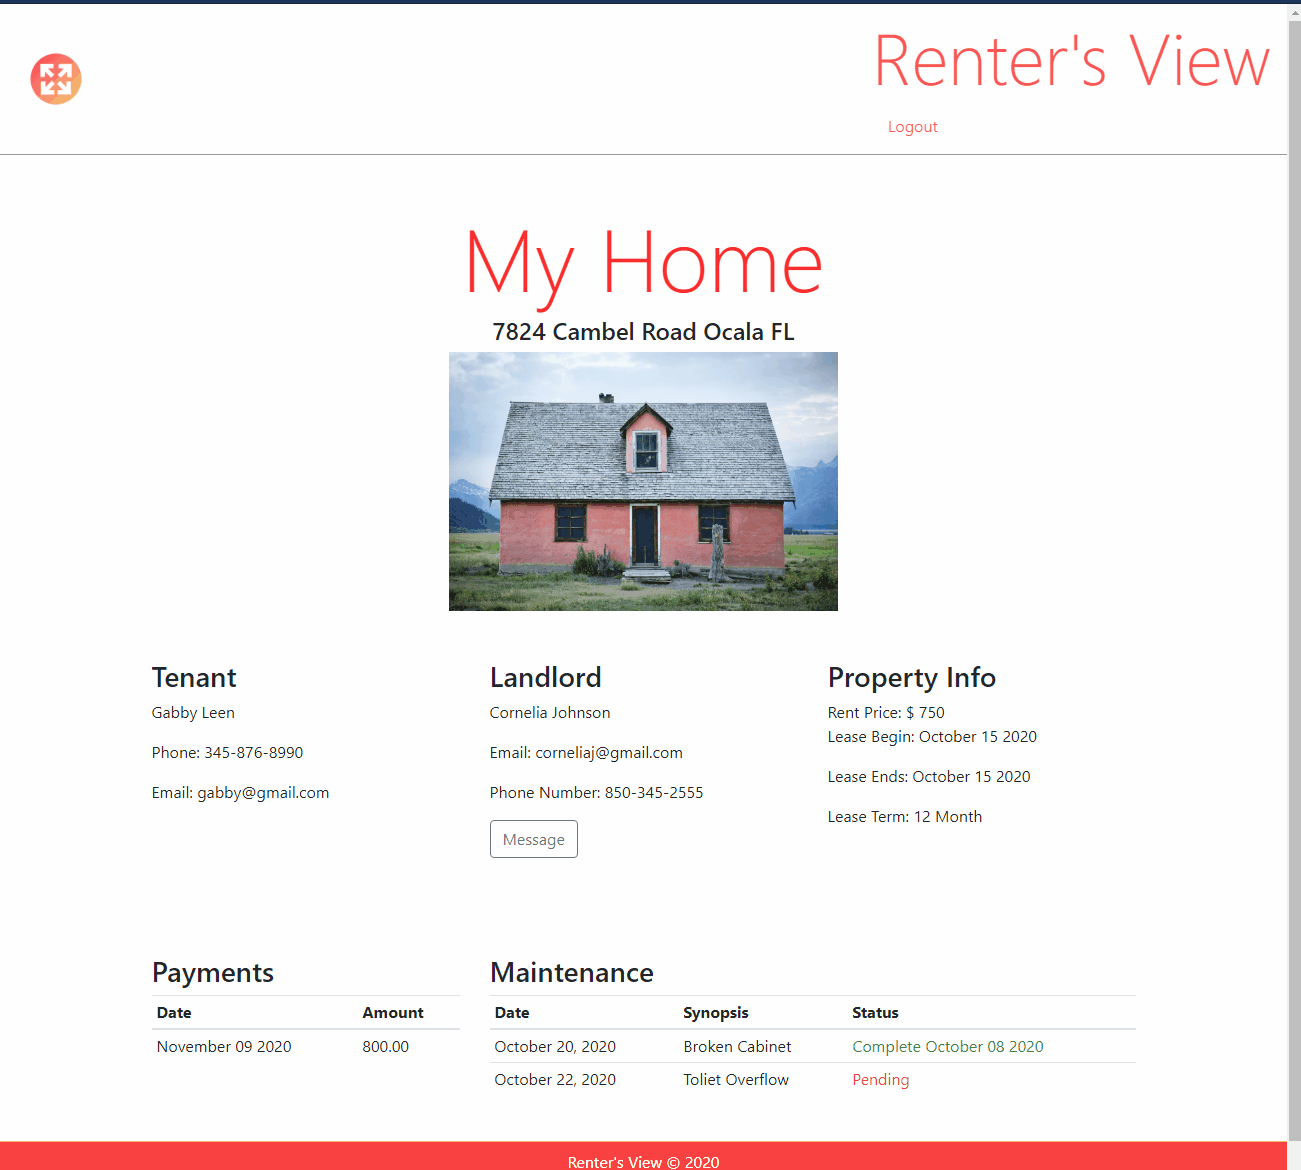 Renter's View
Logout
My Home
7824 Cambel Road Ocala FL
Tenant
Gabby Leen
Phone: 345-876-8990
Email: gabby@gmail.com
Landlord
Cornelia Johnson
Email: corneliaj@gmail.com
Phone Number: 850-345-2555
Message
Property Info
Rent Price: $ 750
Lease Begin: October 15 2020
Lease Ends: October 15 2020
Lease Term: 12 Month
Payments
Date Amount
November 09 2020 800.00
Maintenance
Date Synopsis Status
October 20, 2020 Broken Cabinet Complete October 08 2020
October 22, 2020 Toliet Overflow Pending
Renter's View © 2020